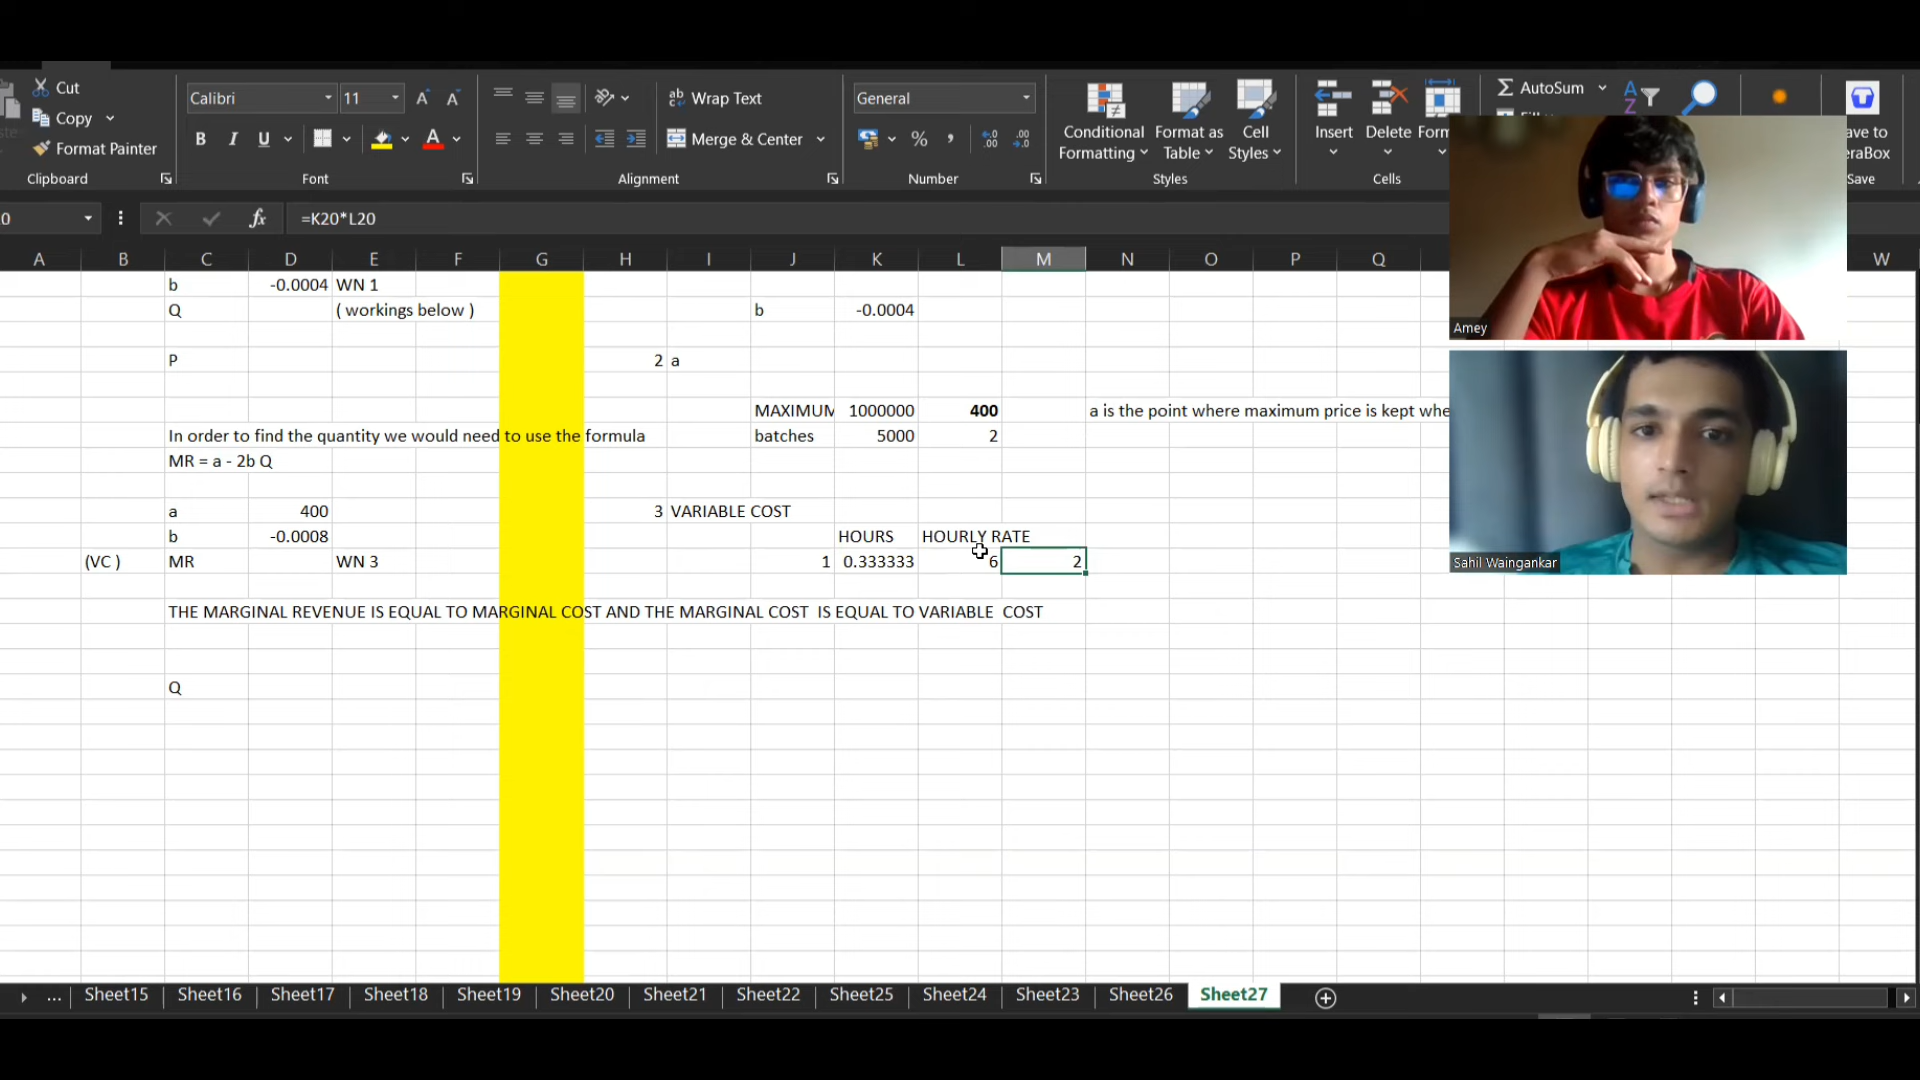 Cut
Copy
Format Painter
Clipboard
Calibri 11
B I U
Font
Wrap Text
Merge & Center
Alignment
General
%
Number
Conditional Formatting
Format as Table
Cell Styles
Styles
Insert
Delete
Form
Cells
AutoSum
ave to
eraBox
Save
0
fx =K20*L20
A B C D E F G H I J K L M N O P Q W
b -0.0004 WN 1
Q ( workings below ) b -0.0004
P 2 a
MAXIMUM 1000000 400 a is the point where maximum price is kept whe
In order to find the quantity we would need to use the formula batches 5000 2
MR = a - 2b Q
a 400 3 VARIABLE COST
b -0.0008 HOURS HOURLY RATE
(VC ) MR WN 3 1 0.333333 6 2
THE MARGINAL REVENUE IS EQUAL TO MARGINAL COST AND THE MARGINAL COST IS EQUAL TO VARIABLE COST
Q
Amey
Sahil Waingankar
... Sheet15 Sheet16 Sheet17 Sheet18 Sheet19 Sheet20 Sheet21 Sheet22 Sheet25 Sheet24 Sheet23 Sheet26 Sheet27